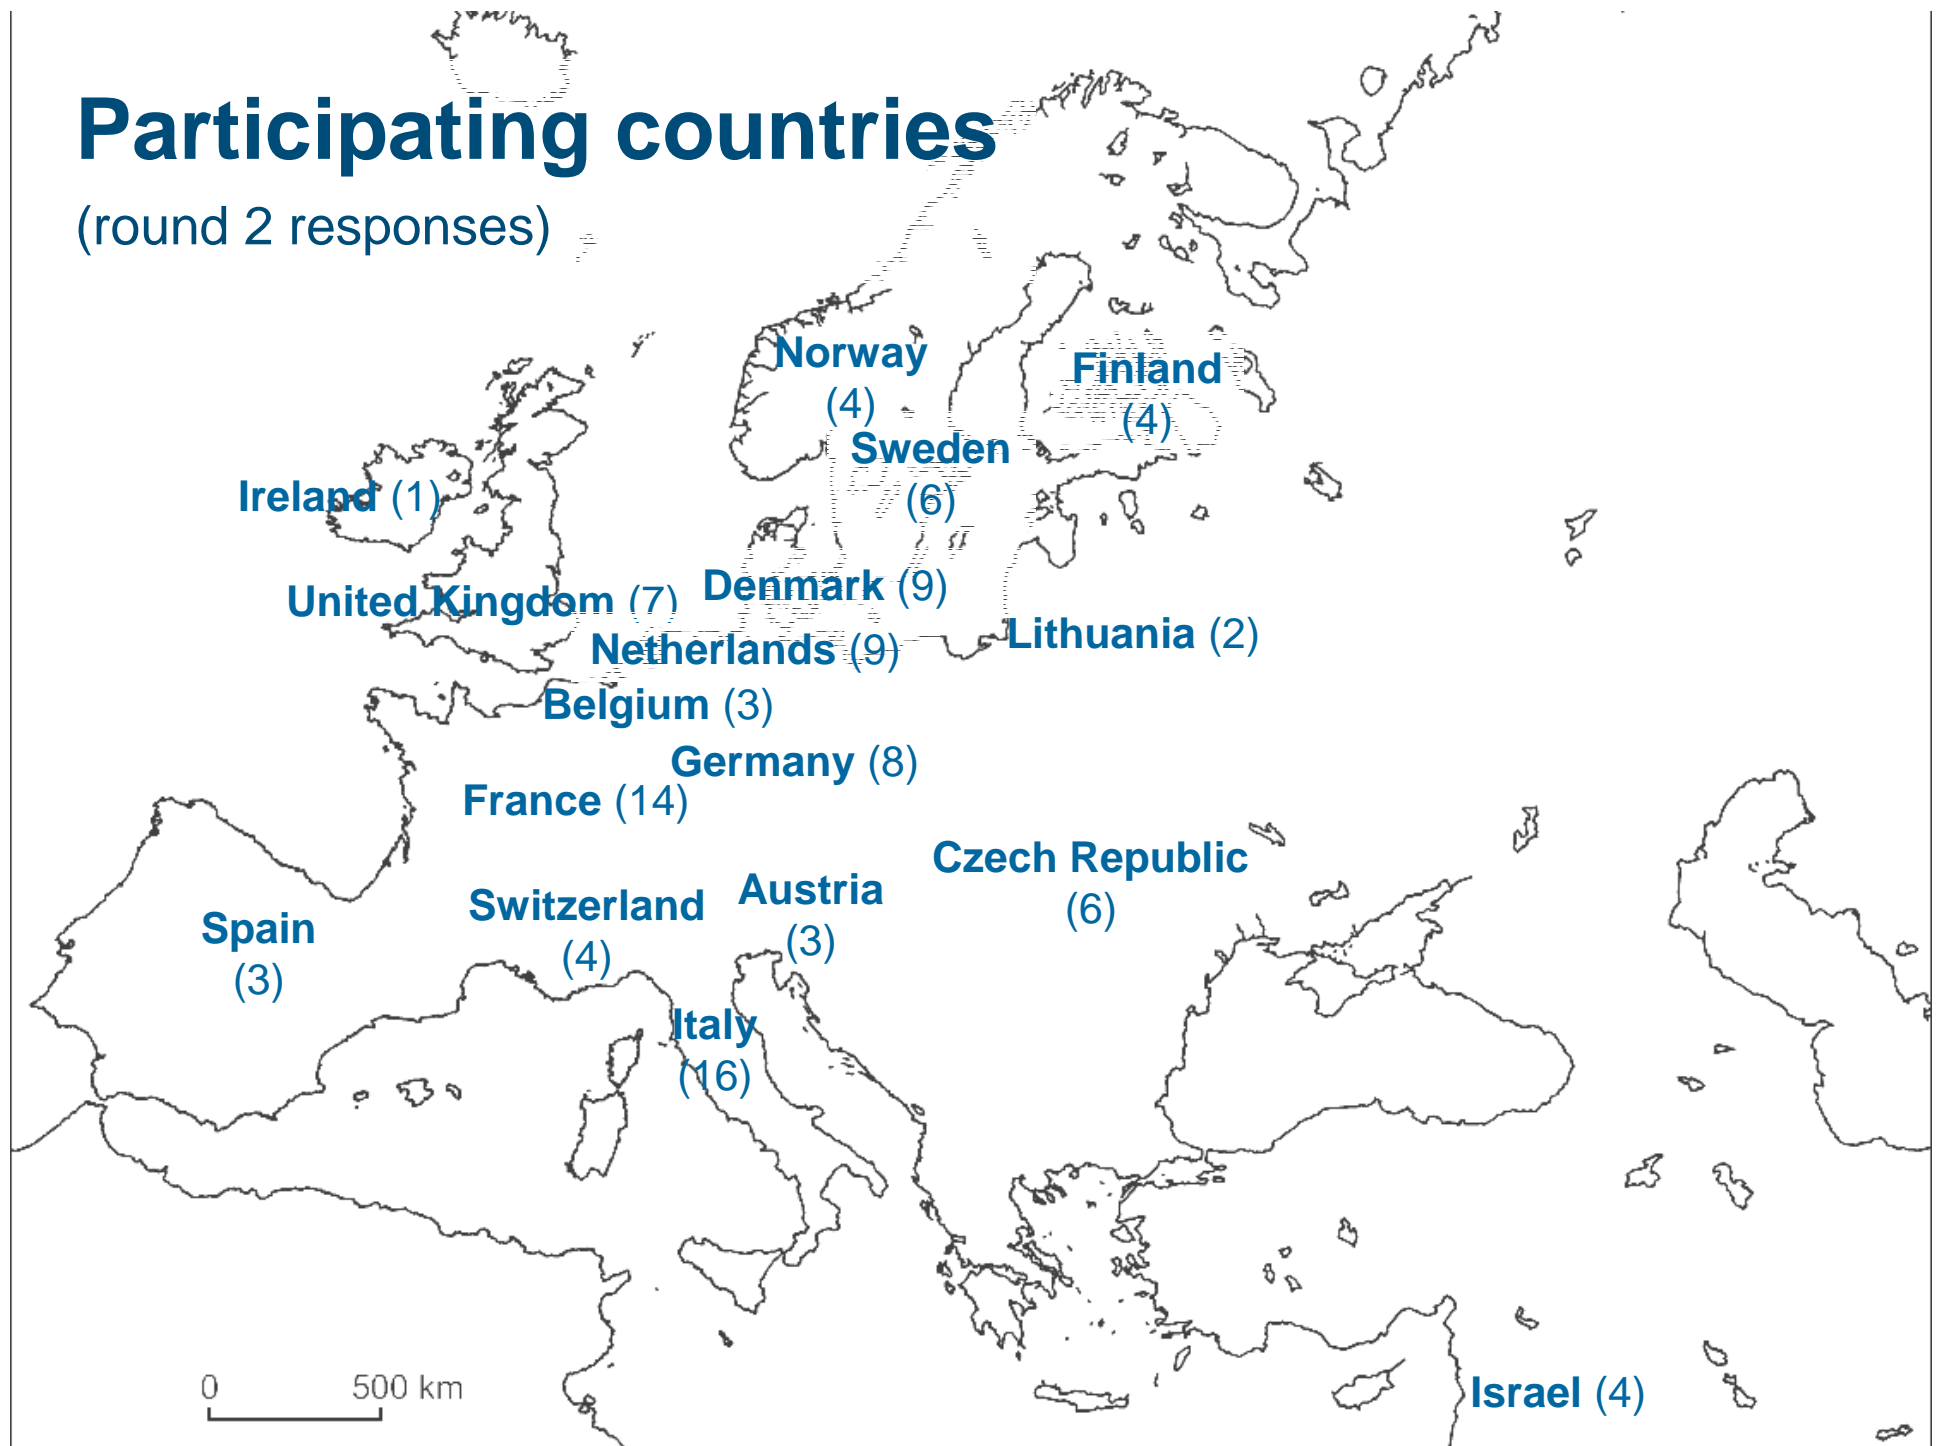 Participating countries
(round 2 responses)
Norway
(4)
Finland
(4)
Sweden
(6)
Ireland (1)
United Kingdom (7)
Denmark (9)
Lithuania (2)
Netherlands (9)
Belgium (3)
Germany (8)
France (14)
Czech Republic
(6)
Austria
(3)
Switzerland
(4)
Spain
(3)
Italy
(16)
0 500 km
Israel (4)